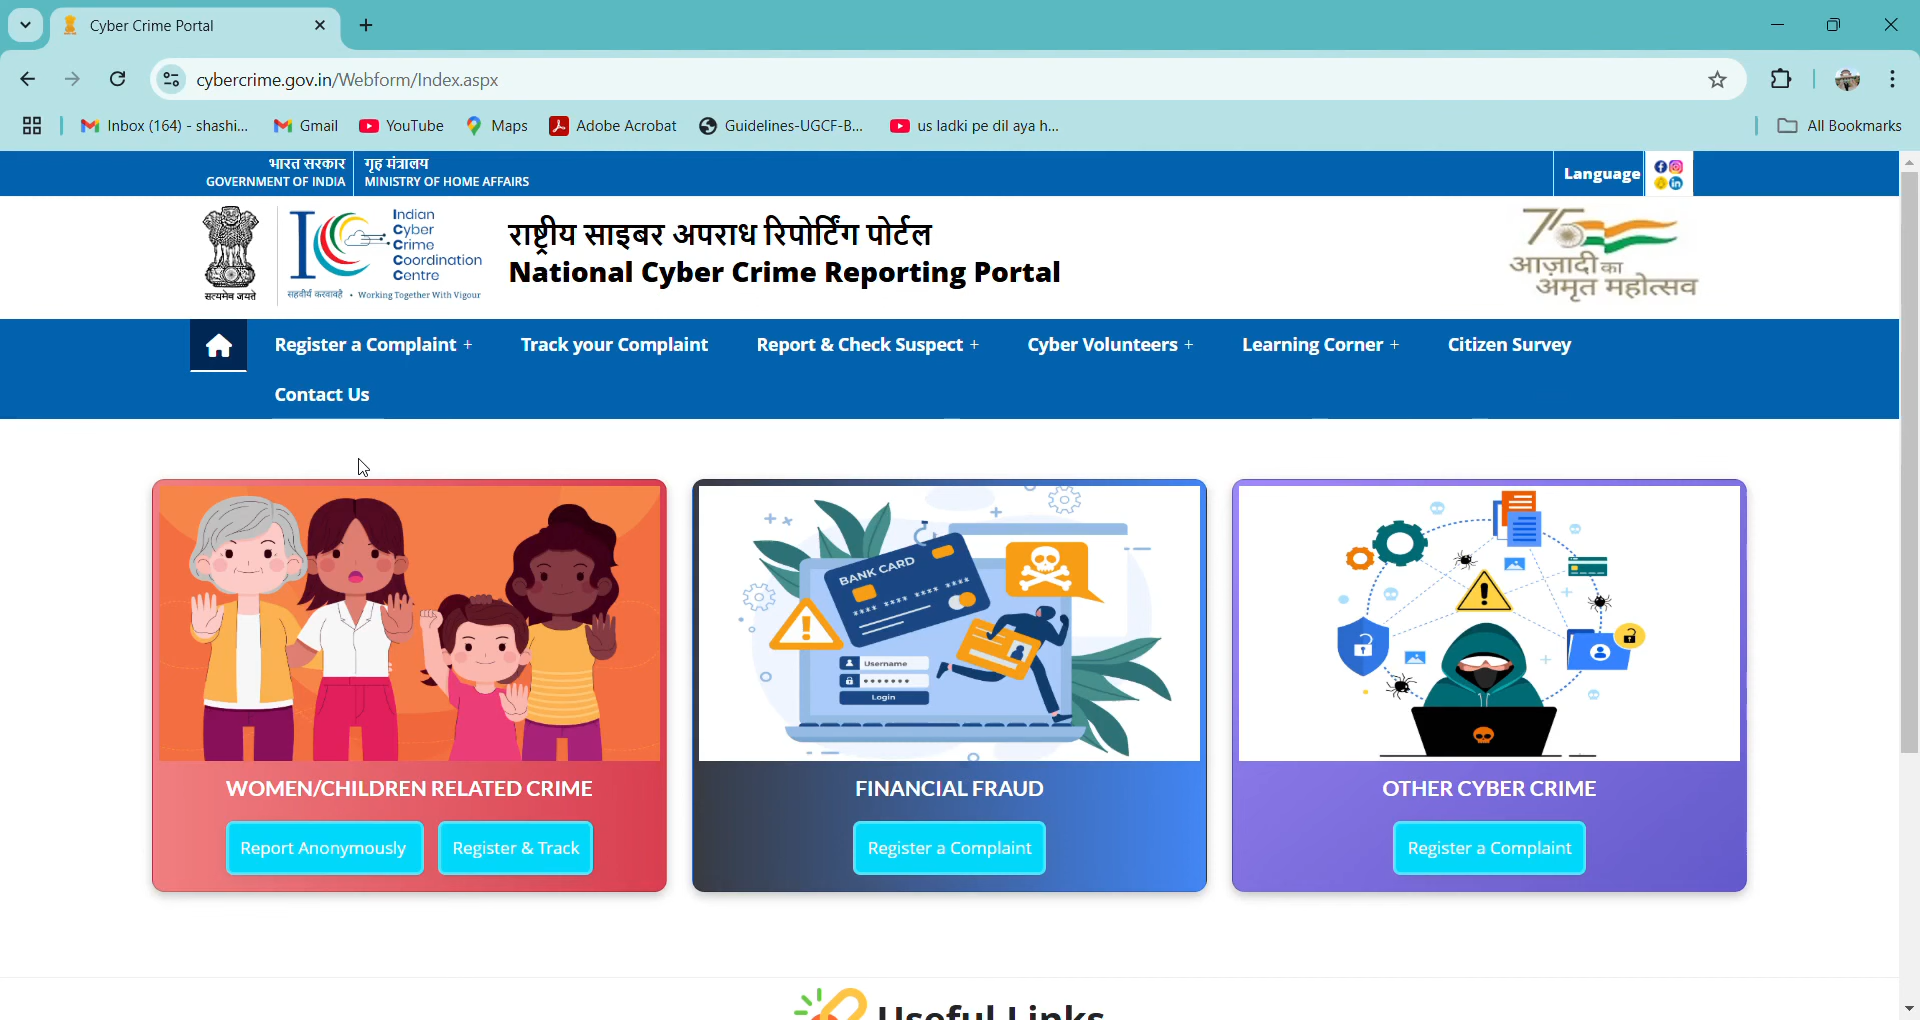 Cyber Crime Portal
cybercrime.gov.in/Webform/Index.aspx
Inbox (164) - shashi...
Gmail
YouTube
Maps
Adobe Acrobat
Guidelines-UGCF-B...
us ladki pe dil aya h...
All Bookmarks
भारत सरकार
GOVERNMENT OF INDIA
गृह मंत्रालय
MINISTRY OF HOME AFFAIRS
Language
सत्यमेव जयते
Indian
Cyber
Crime
Coordination
Centre
सहवीर्यं करवावहै • Working Together With Vigour
राष्ट्रीय साइबर अपराध रिपोर्टिंग पोर्टल
National Cyber Crime Reporting Portal
75
आज़ादी का
अमृत महोत्सव
Register a Complaint +
Track your Complaint
Report & Check Suspect +
Cyber Volunteers +
Learning Corner +
Citizen Survey
Contact Us
BANK CARD
**** **** **** ****
Username
*******
Login
WOMEN/CHILDREN RELATED CRIME
Report Anonymously
Register & Track
FINANCIAL FRAUD
Register a Complaint
OTHER CYBER CRIME
Register a Complaint
Useful Links